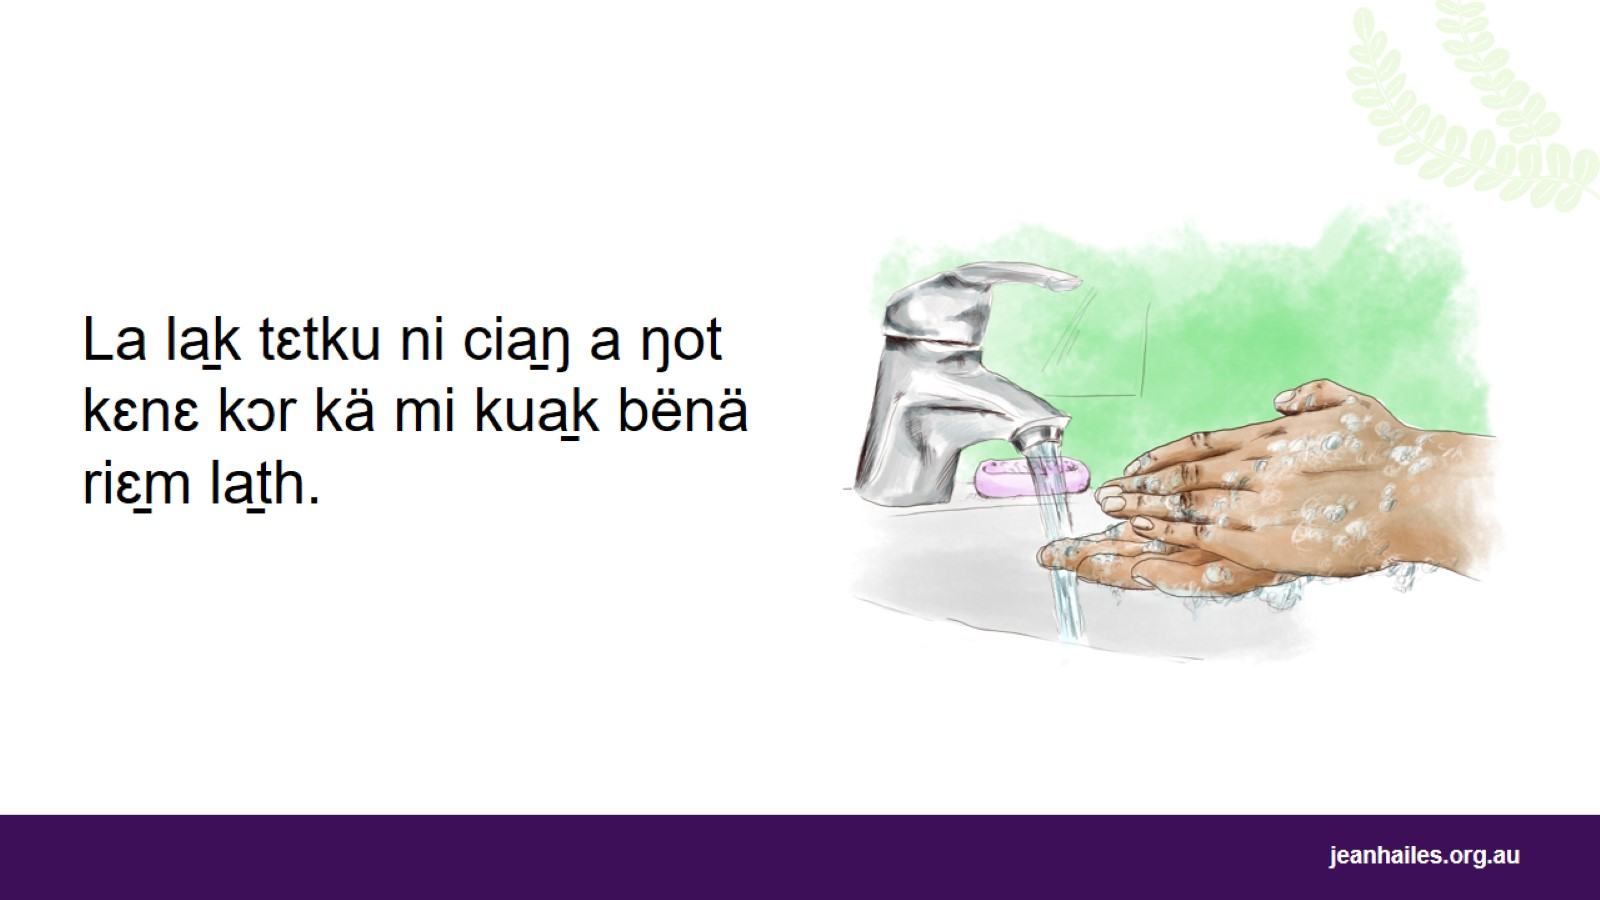 La la̱k tɛtku ni cia̱ŋ a ŋot
kɛnɛ kɔr kä mi kua̱k bënä
riɛ̱m la̱th.
jeanhailes.org.au